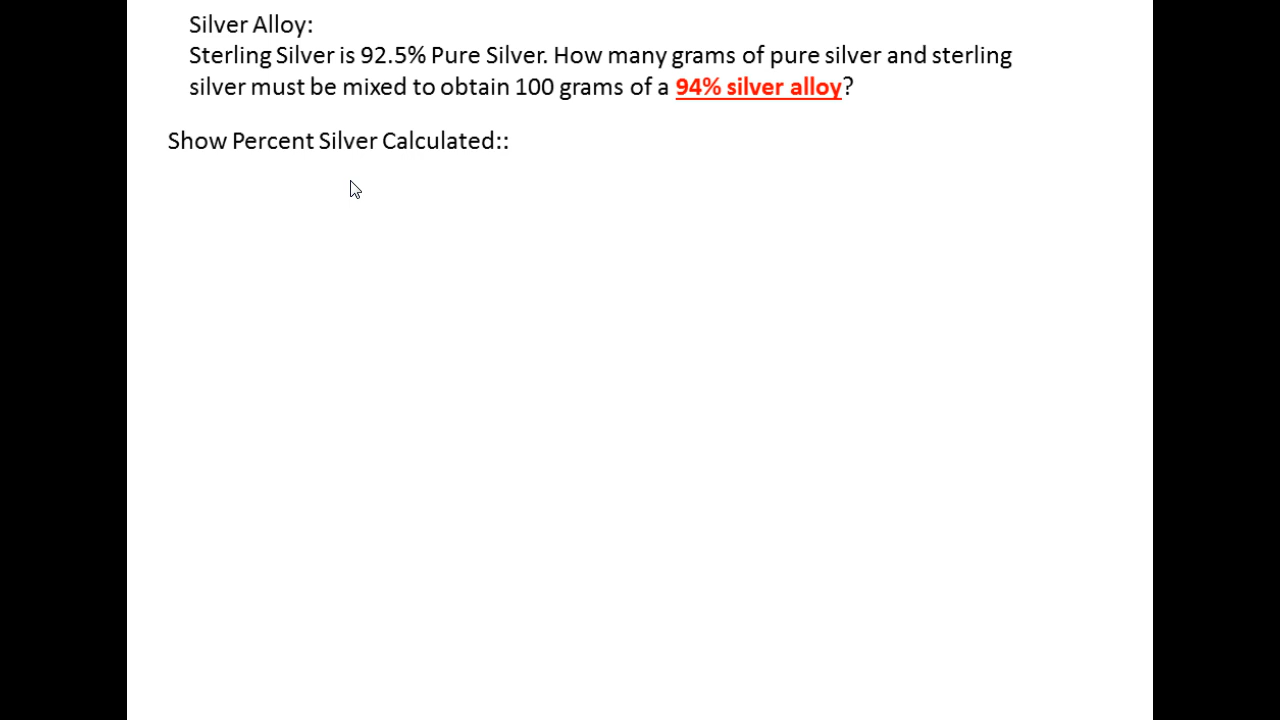 Silver Alloy:
Sterling Silver is 92.5% Pure Silver. How many grams of pure silver and sterling
silver must be mixed to obtain 100 grams of a 94% silver alloy?
Show Percent Silver Calculated::